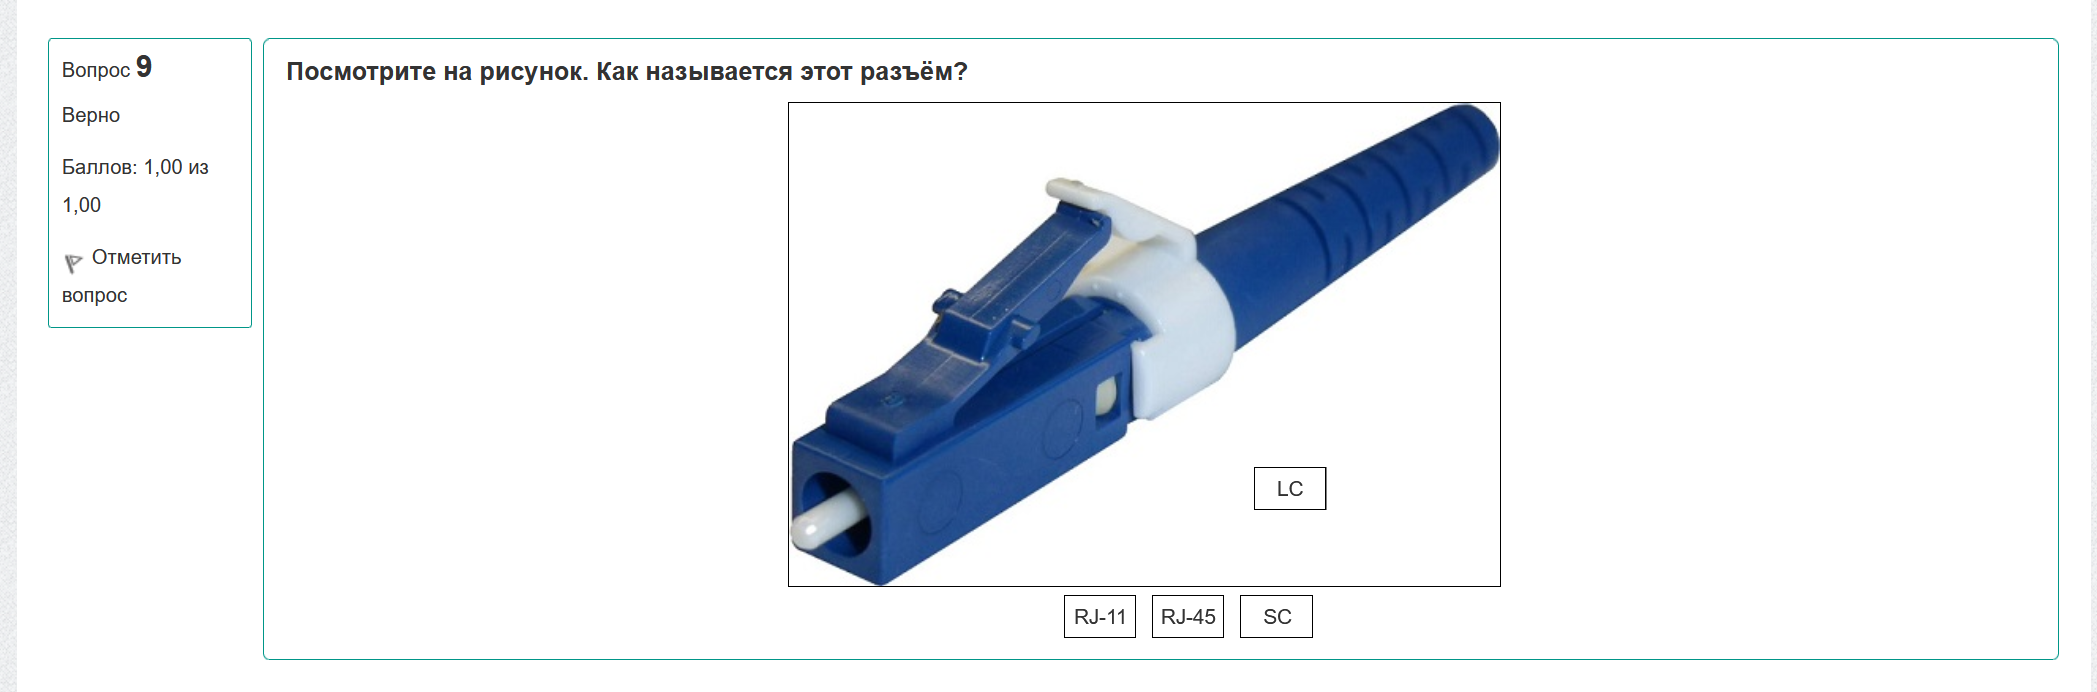 Вопрос 9
Верно
Баллов: 1,00 из
1,00
Отметить
вопрос
Посмотрите на рисунок. Как называется этот разъём?
LC
RJ-11
RJ-45
SC